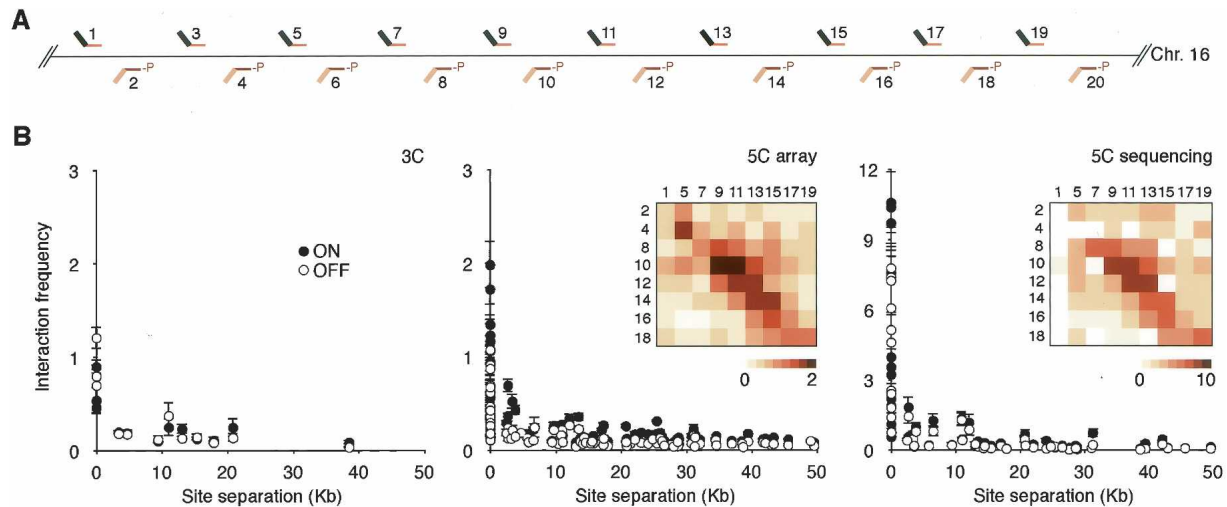 A
1 3 5 7 9 11 13 15 17 19
Chr. 16
-P -P -P -P -P -P -P -P -P -P
2 4 6 8 10 12 14 16 18 20
B
3C
Interaction frequency
3
2
1
0
ON
OFF
0 10 20 30 40 50
Site separation (Kb)
5C array
3
2
1
0
1 5 7 9 11 13 15 17 19
2
4
8
10
12
14
16
18
0 2
0 10 20 30 40 50
Site separation (Kb)
5C sequencing
12
9
6
3
0
1 5 7 9 11 13 15 17 19
2
4
8
10
12
14
16
18
0 10
0 10 20 30 40 50
Site separation (Kb)